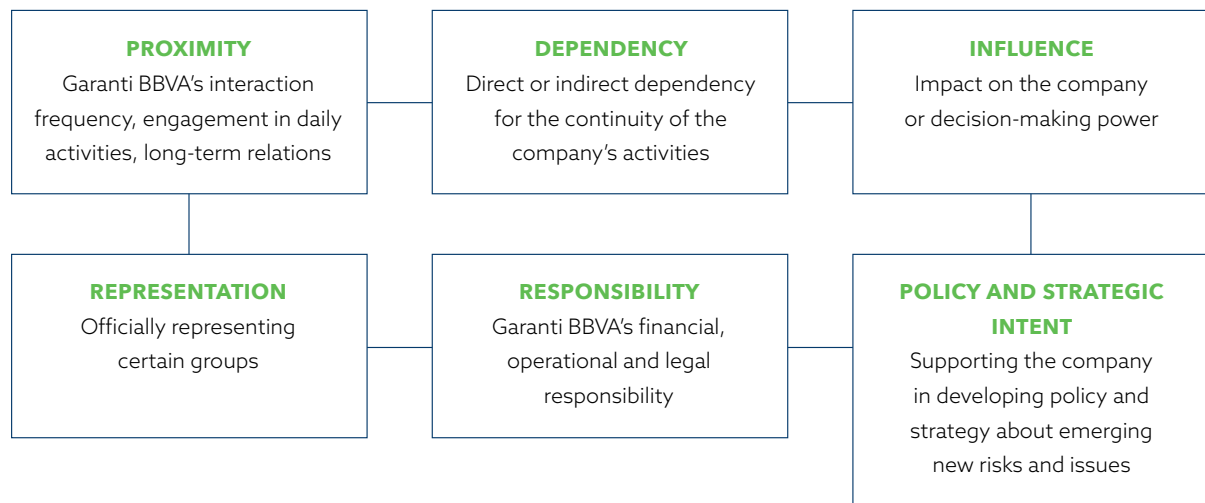 PROXIMITY
Garanti BBVA’s interaction
frequency, engagement in daily
activities, long-term relations
DEPENDENCY
Direct or indirect dependency
for the continuity of the
company’s activities
INFLUENCE
Impact on the company
or decision-making power
REPRESENTATION
Officially representing
certain groups
RESPONSIBILITY
Garanti BBVA’s financial,
operational and legal
responsibility
POLICY AND STRATEGIC
INTENT
Supporting the company
in developing policy and
strategy about emerging
new risks and issues